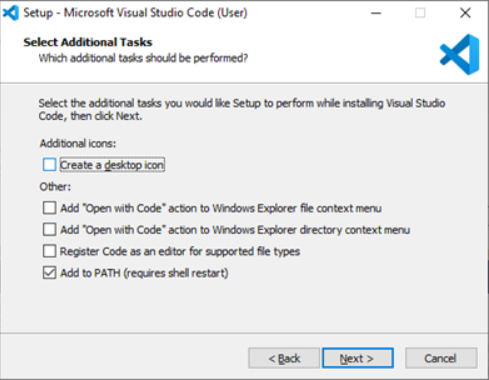 Setup - Microsoft Visual Studio Code (User)
Select Additional Tasks
Which additional tasks should be performed?
Select the additional tasks you would like Setup to perform while installing Visual Studio
Code, then click Next.
Additional icons:
Create a desktop icon
Other:
Add "Open with Code" action to Windows Explorer file context menu
Add "Open with Code" action to Windows Explorer directory context menu
Register Code as an editor for supported file types
Add to PATH (requires shell restart)
< Back Next > Cancel